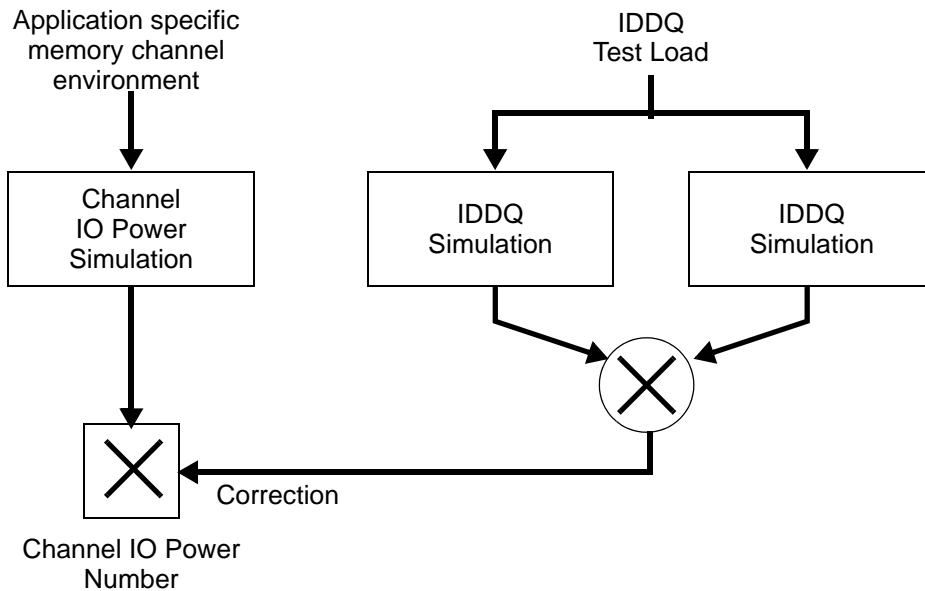 Application specific
memory channel
environment
IDDQ
Test Load
Channel
IO Power
Simulation
IDDQ
Simulation
IDDQ
Simulation
Correction
Channel IO Power
Number